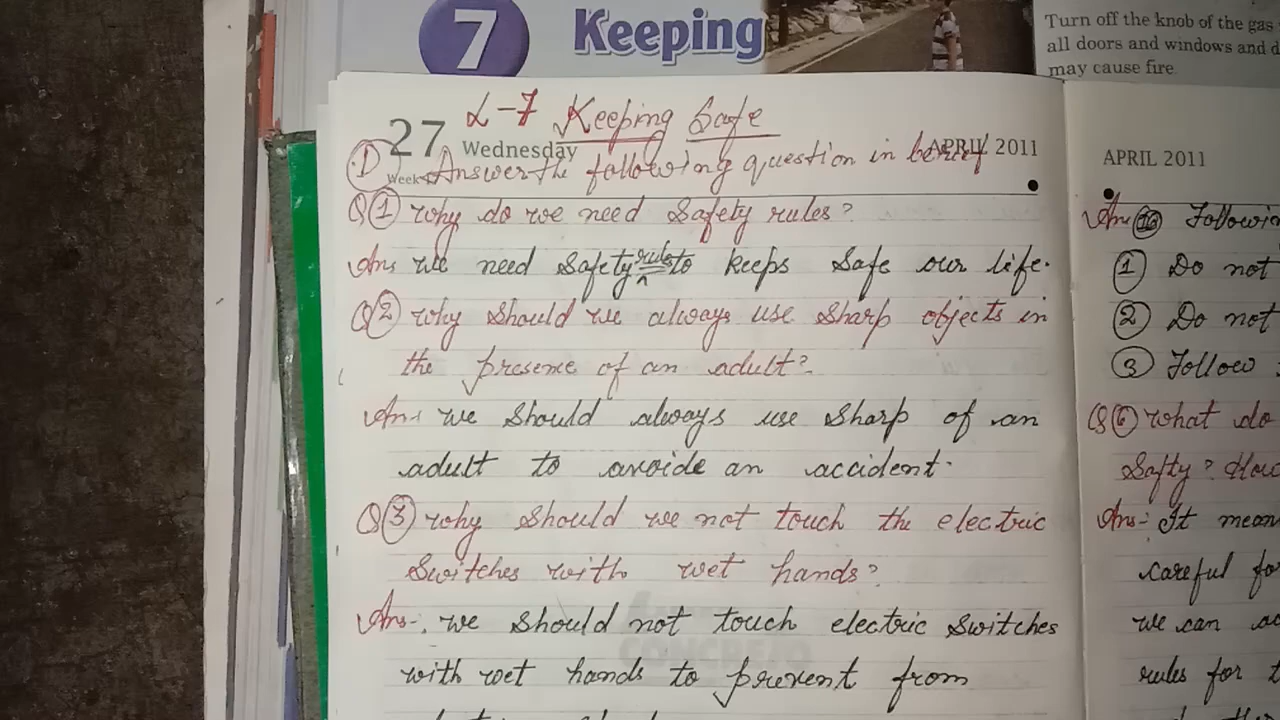 7 Keeping
Turn off the knob of the gas
all doors and windows and d
may cause fire
L-7 Keeping Safe
27 Wednesday APRIL 2011
Week
① Answer the following question in
Q① Why do we need Safety rules?
Ans we need Safety rules to keeps Safe our life.
Q② Why Should we always use Sharp objects in
the presene of an adult?
Ans we Should always use Sharp of an
adult to avoide an accident.
Q③ Why Should we not touch the electric
Switches with wet hands?
Ans-. we Should not touch electric Switches
with wet hands to prevent from
APRIL 2011
Ans Followi
① Do not
② Do not
③ Follow
Q⑥ What do
Safty? How
Ans- It mean
careful fo
we can
rules for t